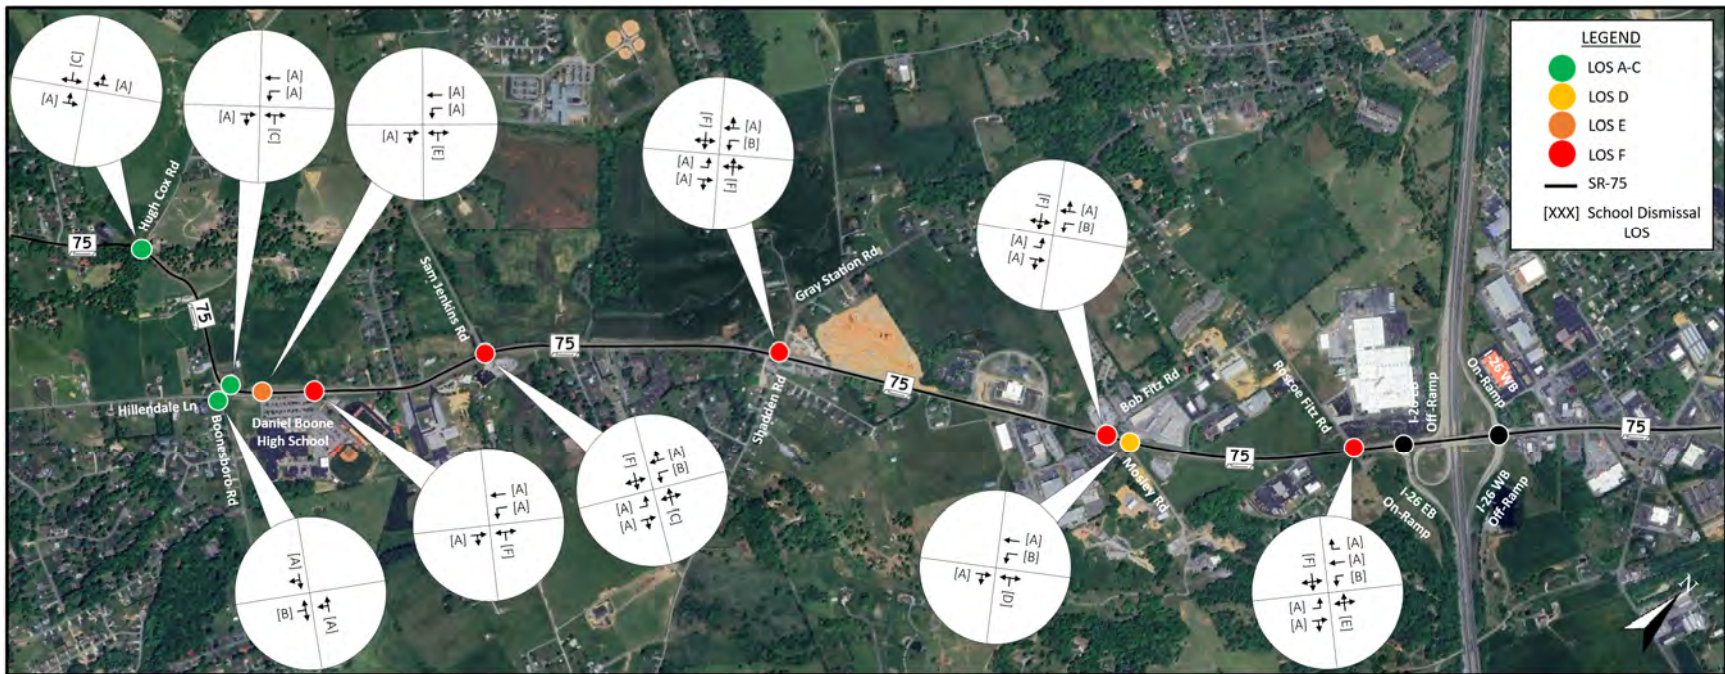 LEGEND
LOS A-C
LOS D
LOS E
LOS F
SR-75
[XXX] School Dismissal
LOS
[C]
[A]
[A]
[A]
[A]
[A]
[C]
[A]
[A]
[A]
[E]
[F]
[A]
[B]
[A]
[A]
[F]
[F]
[A]
[B]
[A]
[A]
Hugh Cox Rd
75
75
Sam Jenkins Rd
75
Gray Station Rd
Shadden Rd
75
Bob Fitz Rd
Mosley Rd
75
Roscoe Fitz Rd
I-26 EB
Off-Ramp
I-26 WB
On-Ramp
75
I-26 EB
On-Ramp
I-26 WB
Off-Ramp
Hillendale Ln
Boonesboro Rd
Daniel Boone
High School
[A]
[B]
[A]
[A]
[A]
[A]
[F]
[F]
[A]
[B]
[A]
[A]
[C]
[A]
[B]
[A]
[D]
[F]
[A]
[A]
[B]
[A]
[A]
[E]
N